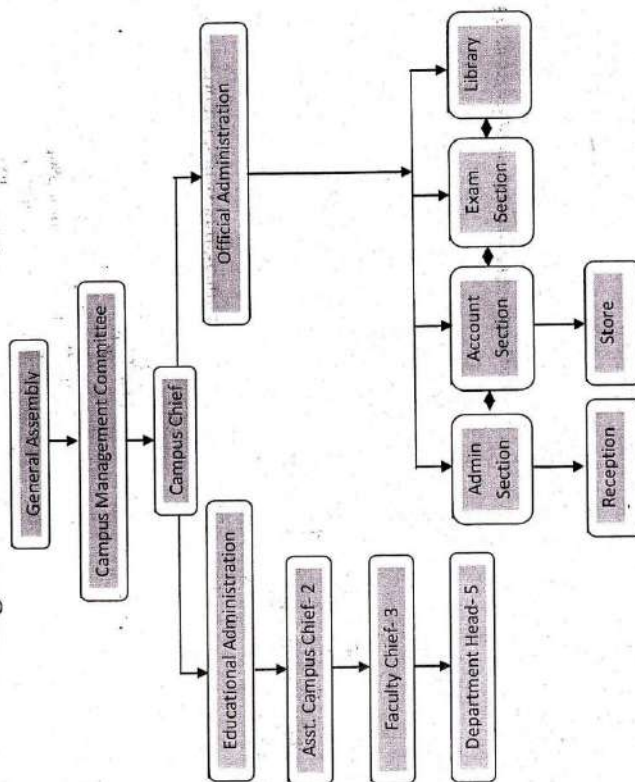 General Assembly
Campus Management Committee
Campus Chief
Educational Administration
Official Administration
Asst. Campus Chief- 2
Faculty Chief- 3
Department Head- 5
Admin
Section
Account
Section
Exam
Section
Library
Reception
Store